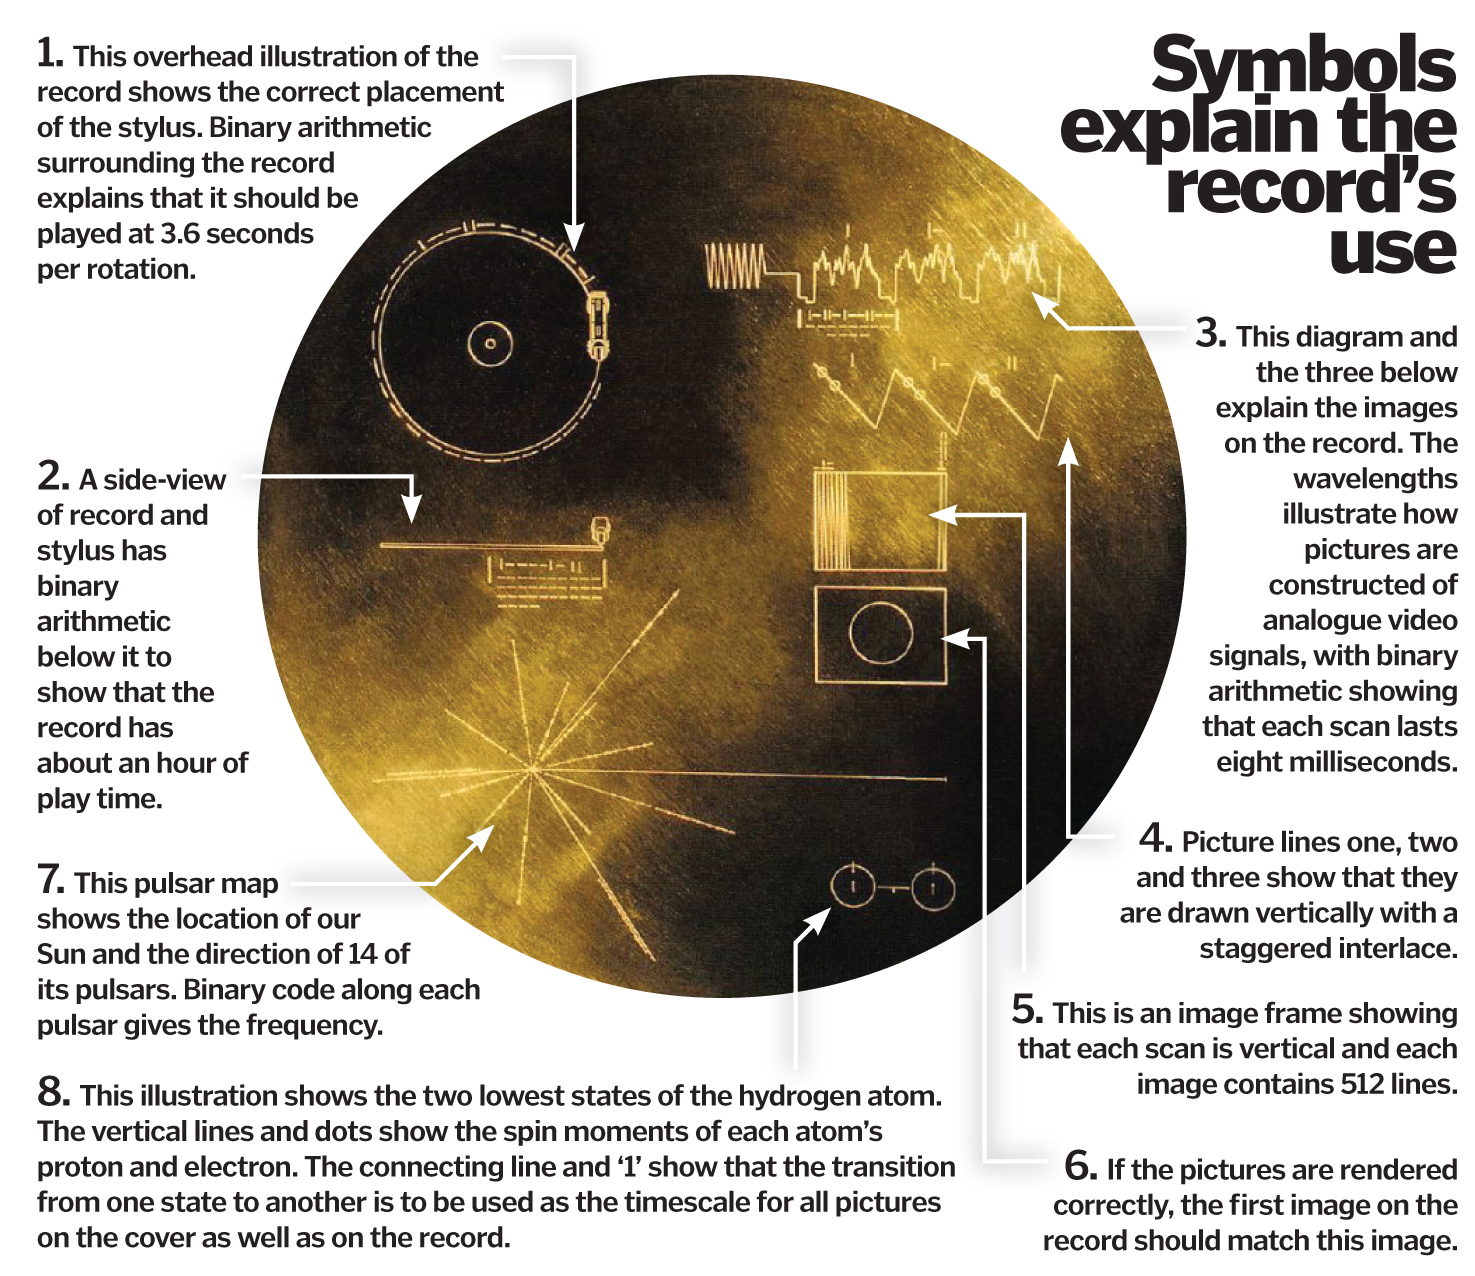 Symbols
explain the
record’s
use
1. This overhead illustration of the
record shows the correct placement
of the stylus. Binary arithmetic
surrounding the record
explains that it should be
played at 3.6 seconds
per rotation.
2. A side-view
of record and
stylus has
binary
arithmetic
below it to
show that the
record has
about an hour of
play time.
3. This diagram and
the three below
explain the images
on the record. The
wavelengths
illustrate how
pictures are
constructed of
analogue video
signals, with binary
arithmetic showing
that each scan lasts
eight milliseconds.
4. Picture lines one, two
and three show that they
are drawn vertically with a
staggered interlace.
5. This is an image frame showing
that each scan is vertical and each
image contains 512 lines.
6. If the pictures are rendered
correctly, the first image on the
record should match this image.
7. This pulsar map
shows the location of our
Sun and the direction of 14 of
its pulsars. Binary code along each
pulsar gives the frequency.
8. This illustration shows the two lowest states of the hydrogen atom.
The vertical lines and dots show the spin moments of each atom’s
proton and electron. The connecting line and ‘1’ show that the transition
from one state to another is to be used as the timescale for all pictures
on the cover as well as on the record.